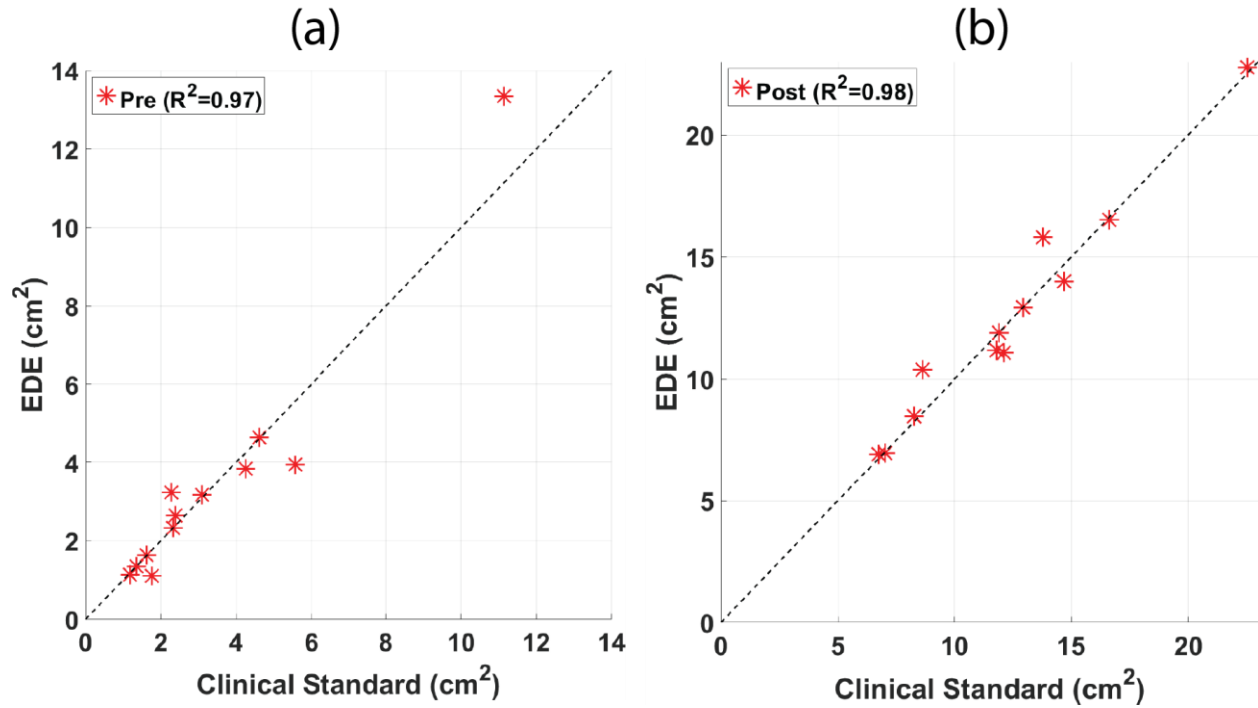 (a)
Pre (R²=0.97)
14
12
10
8
6
4
2
0
0 2 4 6 8 10 12 14
EDE (cm²)
Clinical Standard (cm²)
(b)
Post (R²=0.98)
20
15
10
5
0
0 5 10 15 20
EDE (cm²)
Clinical Standard (cm²)